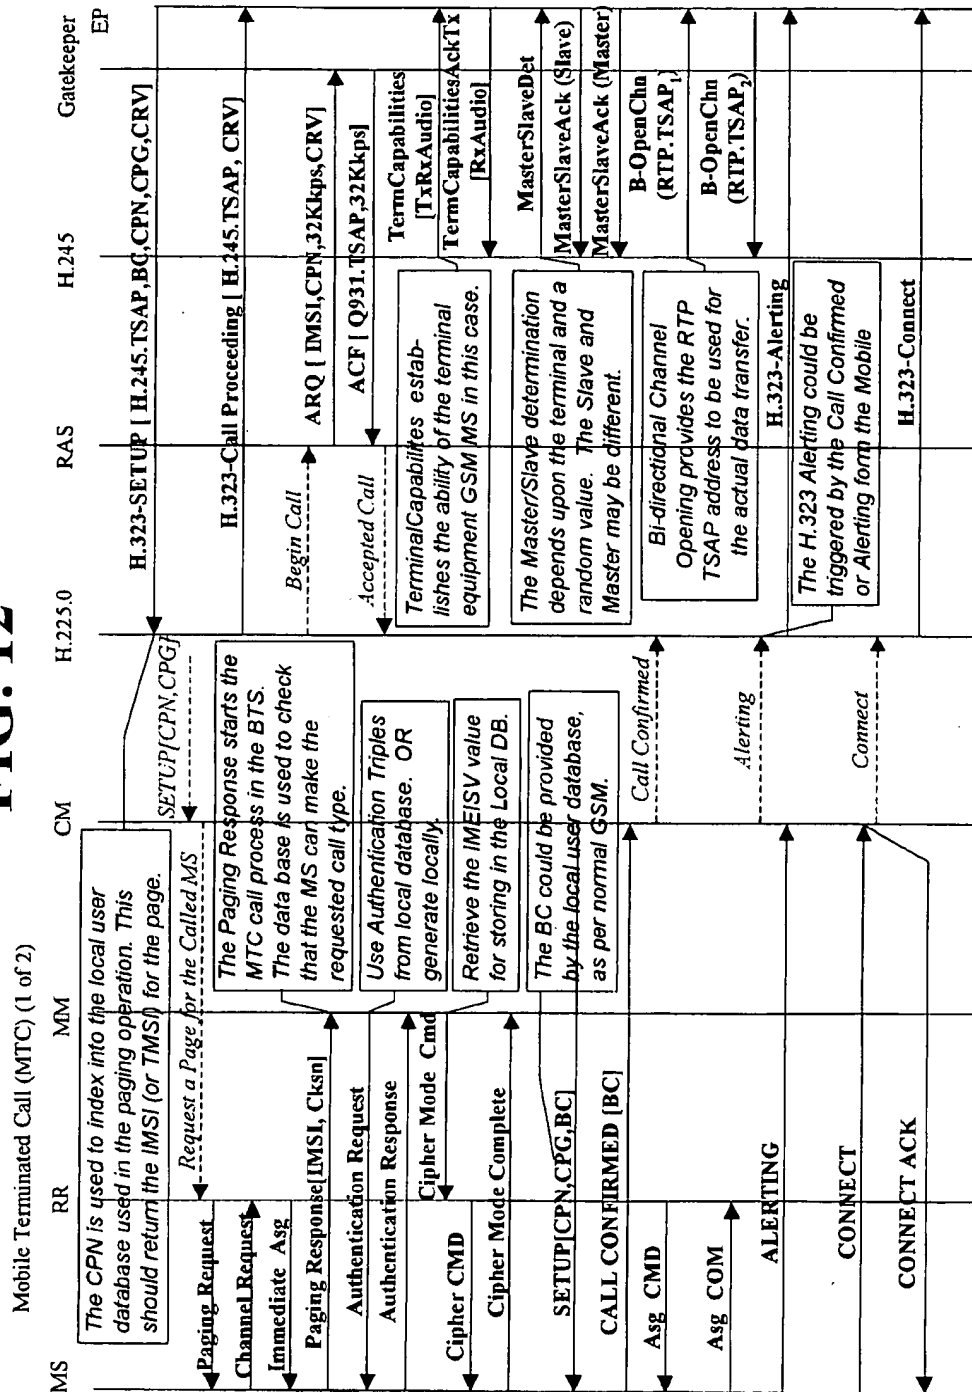 FIG. 12
Mobile Terminated Call (MTC) (1 of 2)
MS
RR
MM
CM
H.225.0
RAS
H.245
Gatekeeper
EP
The CPN is used to index into the local user
database used in the paging operation. This
should return the IMSI (or TMSI) for the page.
H.323-SETUP [ H.245.TSAP,BC,CPN,CPG,CRV]
SETUP[CPN,CPG]
Request a Page for the Called MS
H.323-Call Proceeding [ H.245.TSAP, CRV]
Paging Request
Channel Request
Immediate Asg
Begin Call
ARQ [ IMSI,CPN,32Kkps,CRV]
Accepted Call
ACF [ Q931.TSAP,32Kkps]
Paging Response[IMSI, Cksn]
The Paging Response starts the
MTC call process in the BTS.
The data base is used to check
that the MS can make the
requested call type.
Authentication Request
Authentication Response
Use Authentication Triples
from local database. OR
generate locally.
TermCapabilities
[TxRxAudio]
TermCapabilitiesAckTx
[RxAudio]
TerminalCapabilites estab-
lishes the ability of the terminal
equipment GSM MS in this case.
Cipher Mode Cmd
Cipher CMD
Cipher Mode Complete
Retrieve the IMEISV value
for storing in the Local DB.
MasterSlaveDet
MasterSlaveAck (Slave)
MasterSlaveAck (Master)
The Master/Slave determination
depends upon the terminal and a
random value. The Slave and
Master may be different.
SETUP[CPN,CPG,BC]
The BC could be provided
by the local user database,
as per normal GSM.
CALL CONFIRMED [BC]
Call Confirmed
B-OpenChn
(RTP.TSAP1)
B-OpenChn
(RTP.TSAP2)
Bi-directional Channel
Opening provides the RTP
TSAP address to be used for
the actual data transfer.
Asg CMD
Asg COM
ALERTING
Alerting
H.323-Alerting
The H.323 Alerting could be
triggered by the Call Confirmed
or Alerting form the Mobile
CONNECT
Connect
H.323-Connect
CONNECT ACK